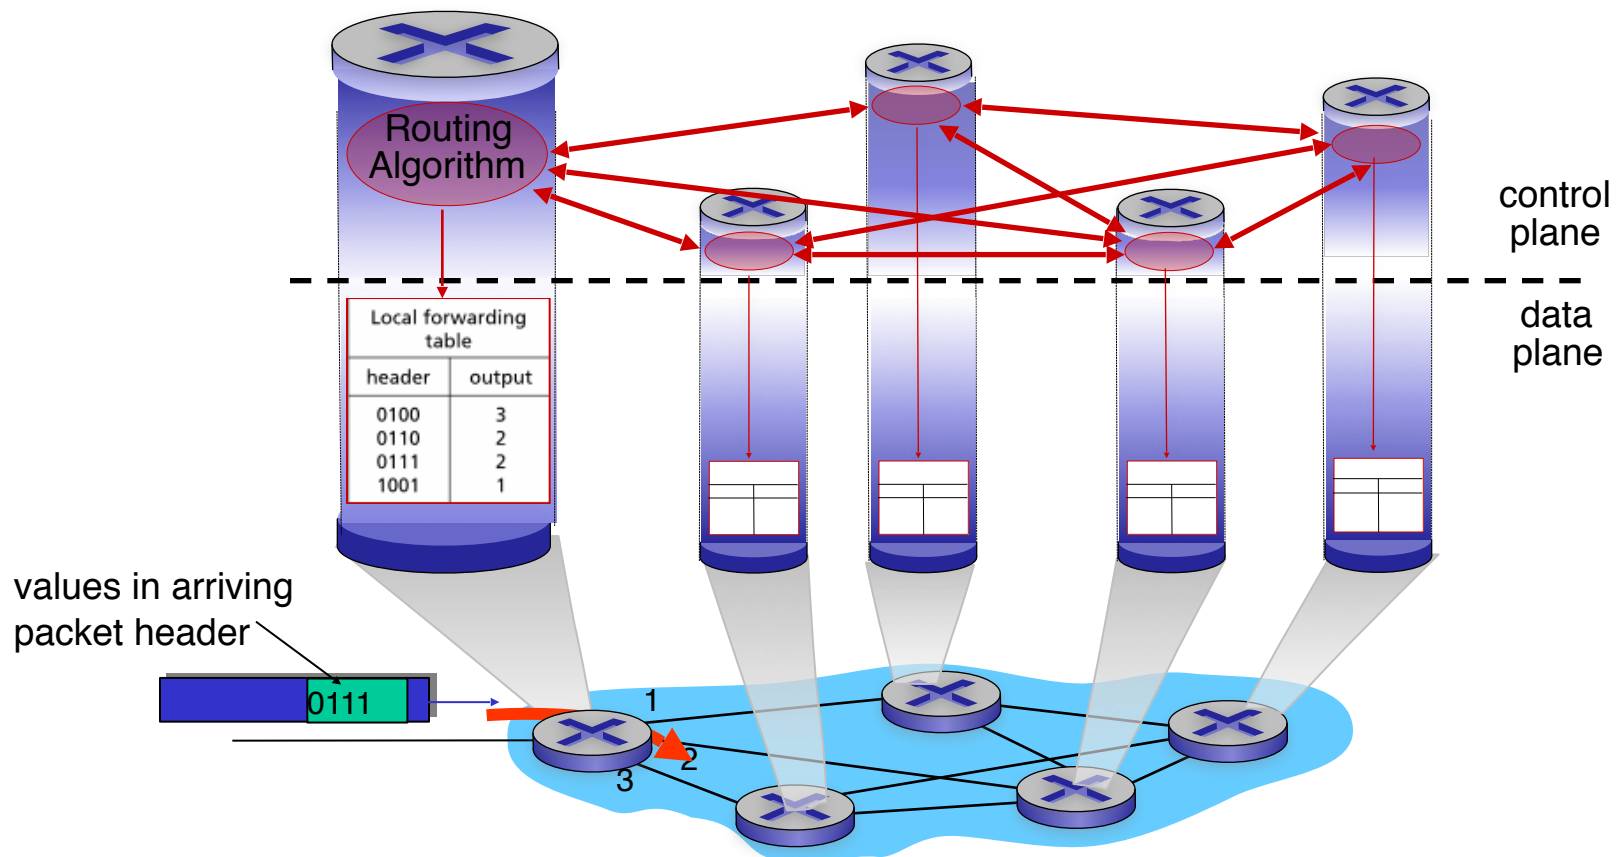 Routing
Algorithm
control
plane
data
plane
Local forwarding
table
header output
0100 3
0110 2
0111 2
1001 1
values in arriving
packet header
0111
1
2
3